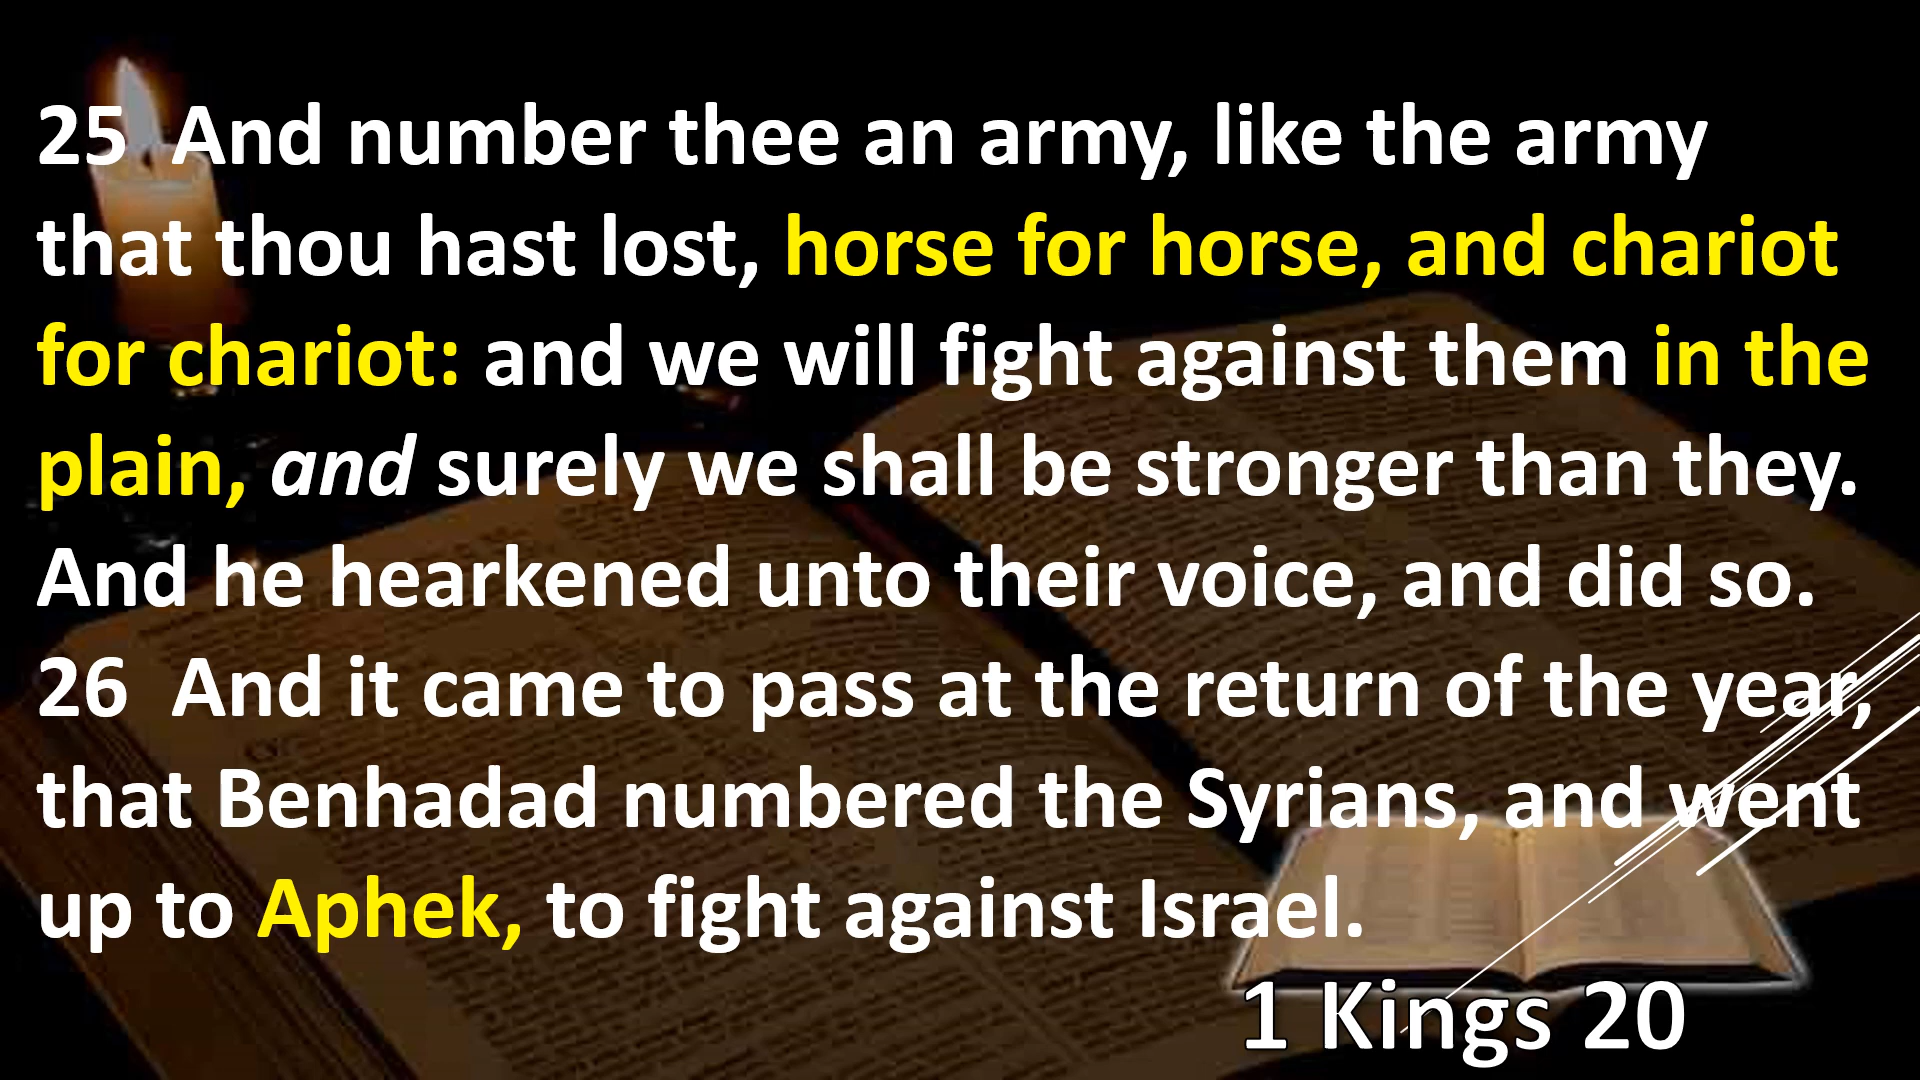 25  And number thee an army, like the army
that thou hast lost, horse for horse, and chariot
for chariot: and we will fight against them in the
plain, and surely we shall be stronger than they.
And he hearkened unto their voice, and did so.
26  And it came to pass at the return of the year,
that Benhadad numbered the Syrians, and went
up to Aphek, to fight against Israel.
1 Kings 20